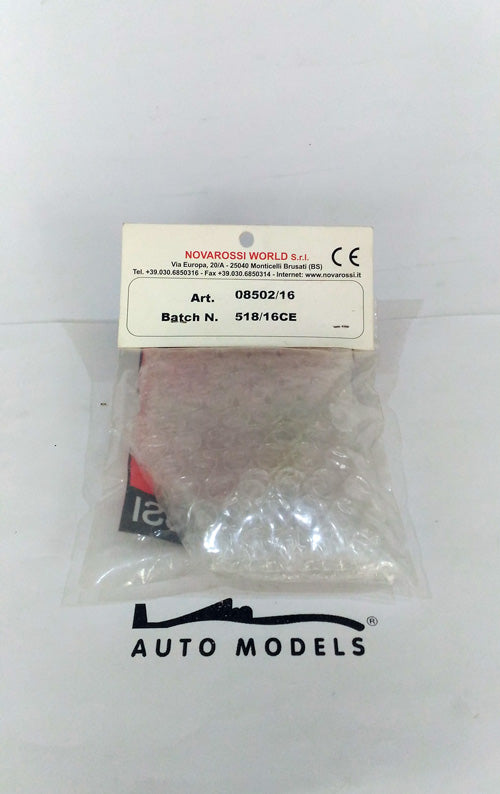 NOVAROSSI WORLD S.r.l.
Via Europa, 20/A - 25040 Monticelli Brusati (BS)
Tel. +39.030.6850316 - Fax +39.030.6850314 - Internet: www.novarossi.it
CE
Art. 08502/16
Batch N. 518/16CE
SSI
®
AUTO MODELS